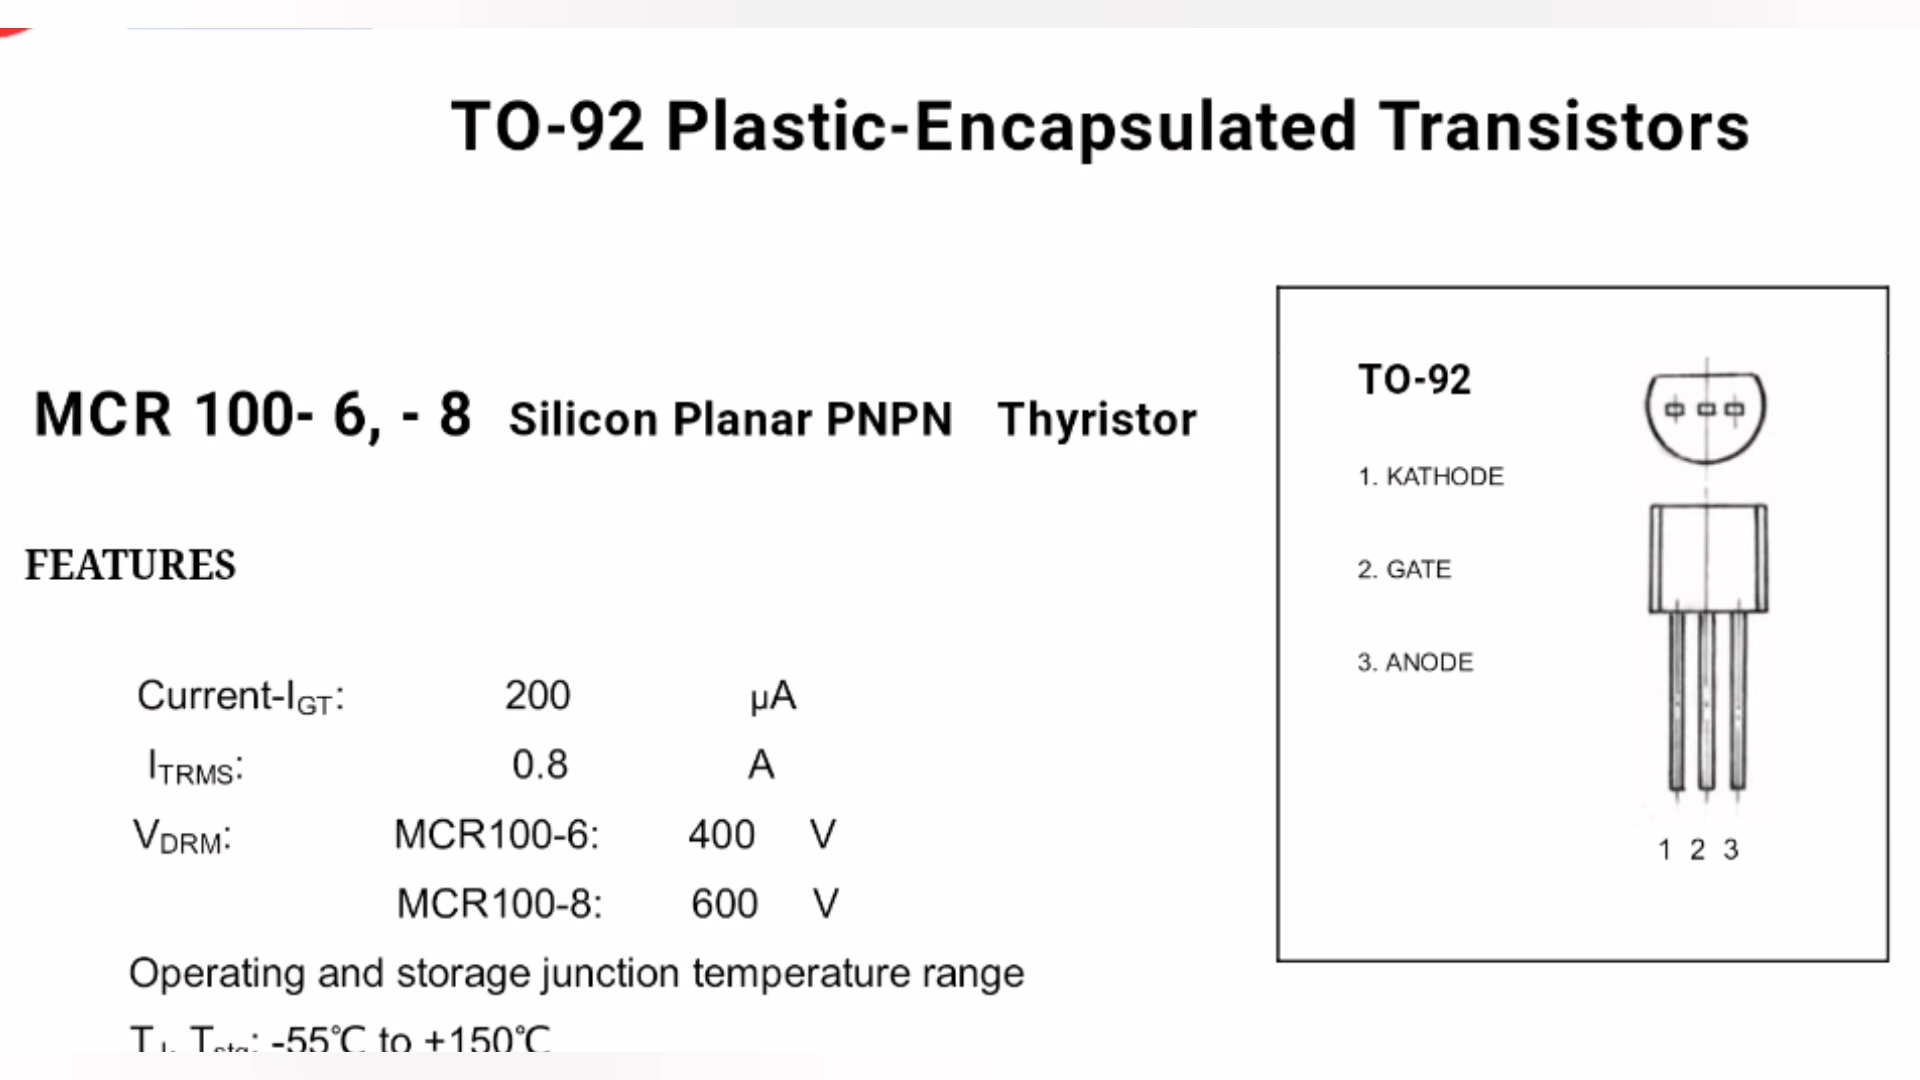 TO-92 Plastic-Encapsulated Transistors
MCR 100- 6, - 8 Silicon Planar PNPN Thyristor
FEATURES
Current-IGT: 200 μA
ITRMS: 0.8 A
VDRM: MCR100-6: 400 V
MCR100-8: 600 V
Operating and storage junction temperature range
TJ, Tstg: -55℃ to +150℃
TO-92
1. KATHODE
2. GATE
3. ANODE
1 2 3